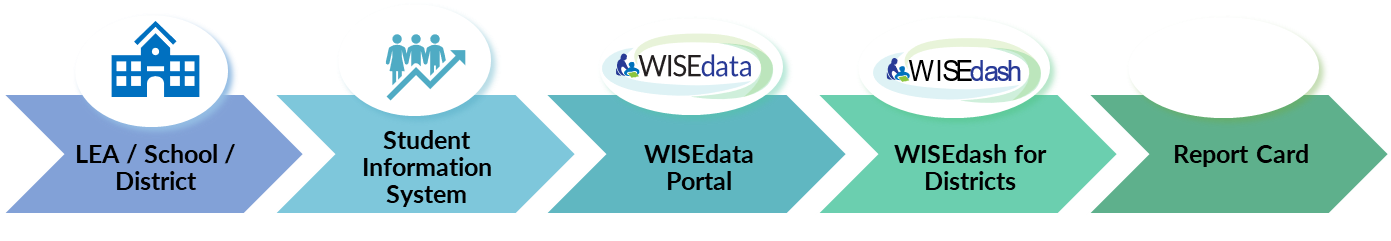 WISEdata
WISEdash
LEA / School /
District
Student
Information
System
WISEdata
Portal
WISEdash for
Districts
Report Card